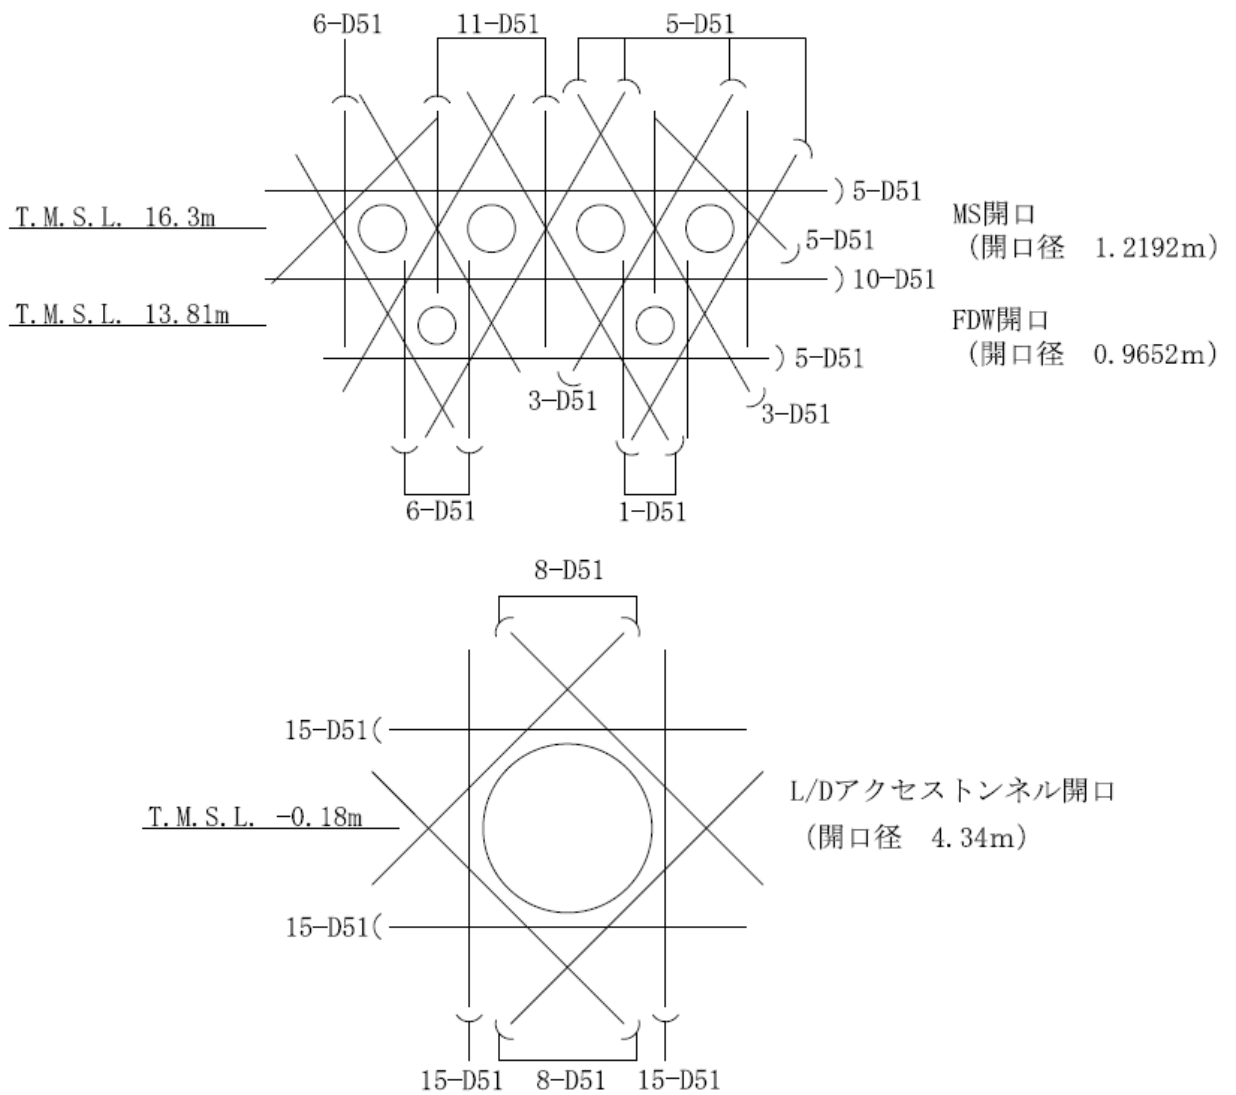 6-D51 11-D51 5-D51
)5-D51
T.M.S.L. 16.3m
MS開口
(開口径 1.2192m)
5-D51
)10-D51
T.M.S.L. 13.81m
FDW開口
(開口径 0.9652m)
)5-D51
3-D51
3-D51
6-D51 1-D51
8-D51
15-D51(
L/Dアクセストンネル開口
(開口径 4.34m)
T.M.S.L. -0.18m
15-D51(
15-D51 8-D51 15-D51